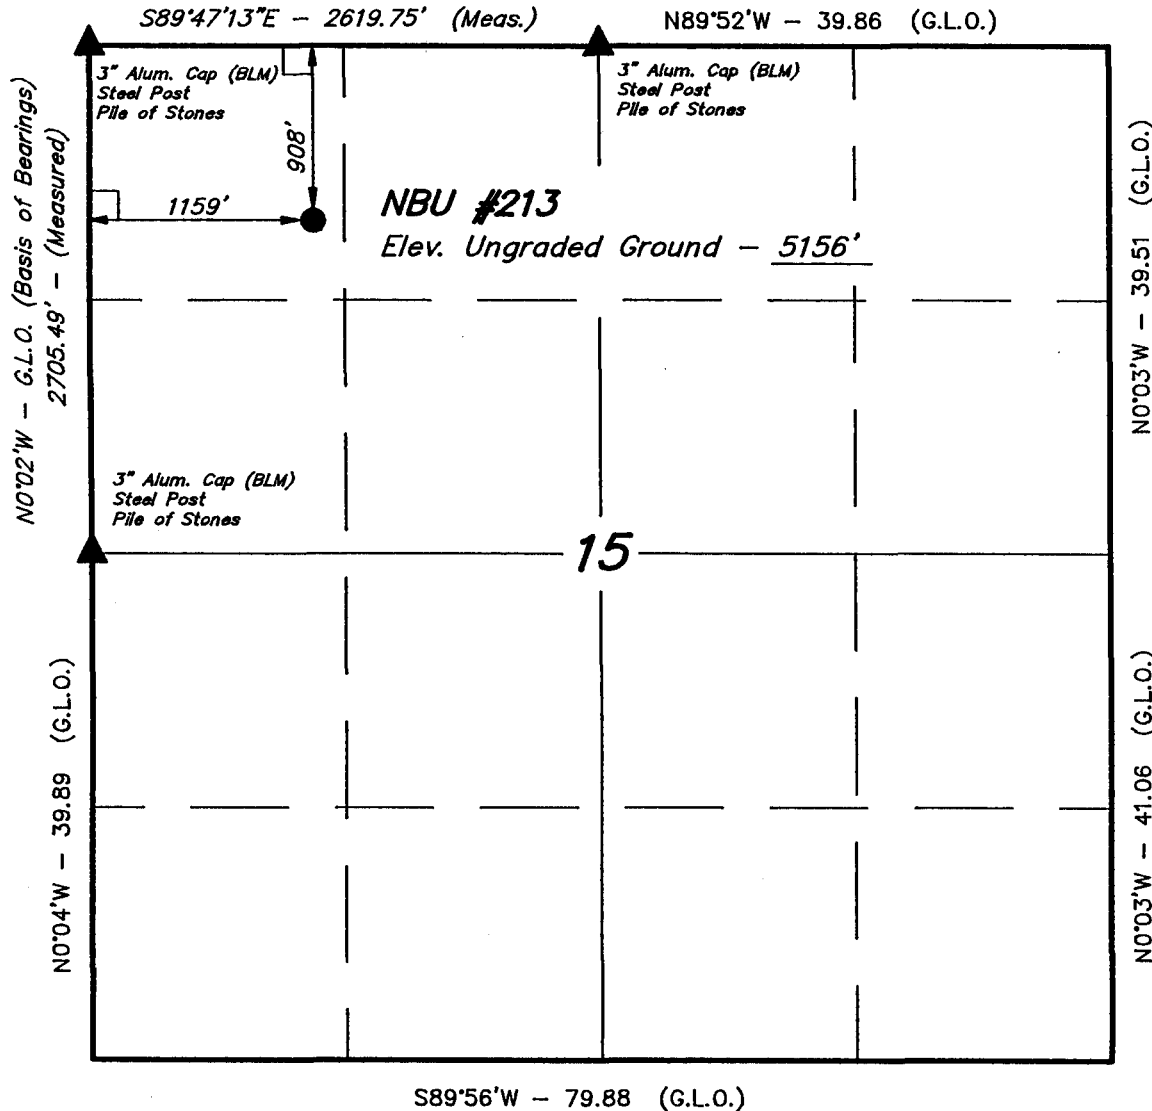 S89°47'13"E - 2619.75' (Meas.)
N89°52'W - 39.86 (G.L.O.)
3" Alum. Cap (BLM)
Steel Post
Pile of Stones
3" Alum. Cap (BLM)
Steel Post
Pile of Stones
908'
1159'
NBU #213
Elev. Ungraded Ground - 5156'
N0°02'W - G.L.O. (Basis of Bearings)
2705.49' - (Measured)
N0°03'W - 39.51 (G.L.O.)
3" Alum. Cap (BLM)
Steel Post
Pile of Stones
15
N0°04'W - 39.89 (G.L.O.)
N0°03'W - 41.06 (G.L.O.)
S89°56'W - 79.88 (G.L.O.)